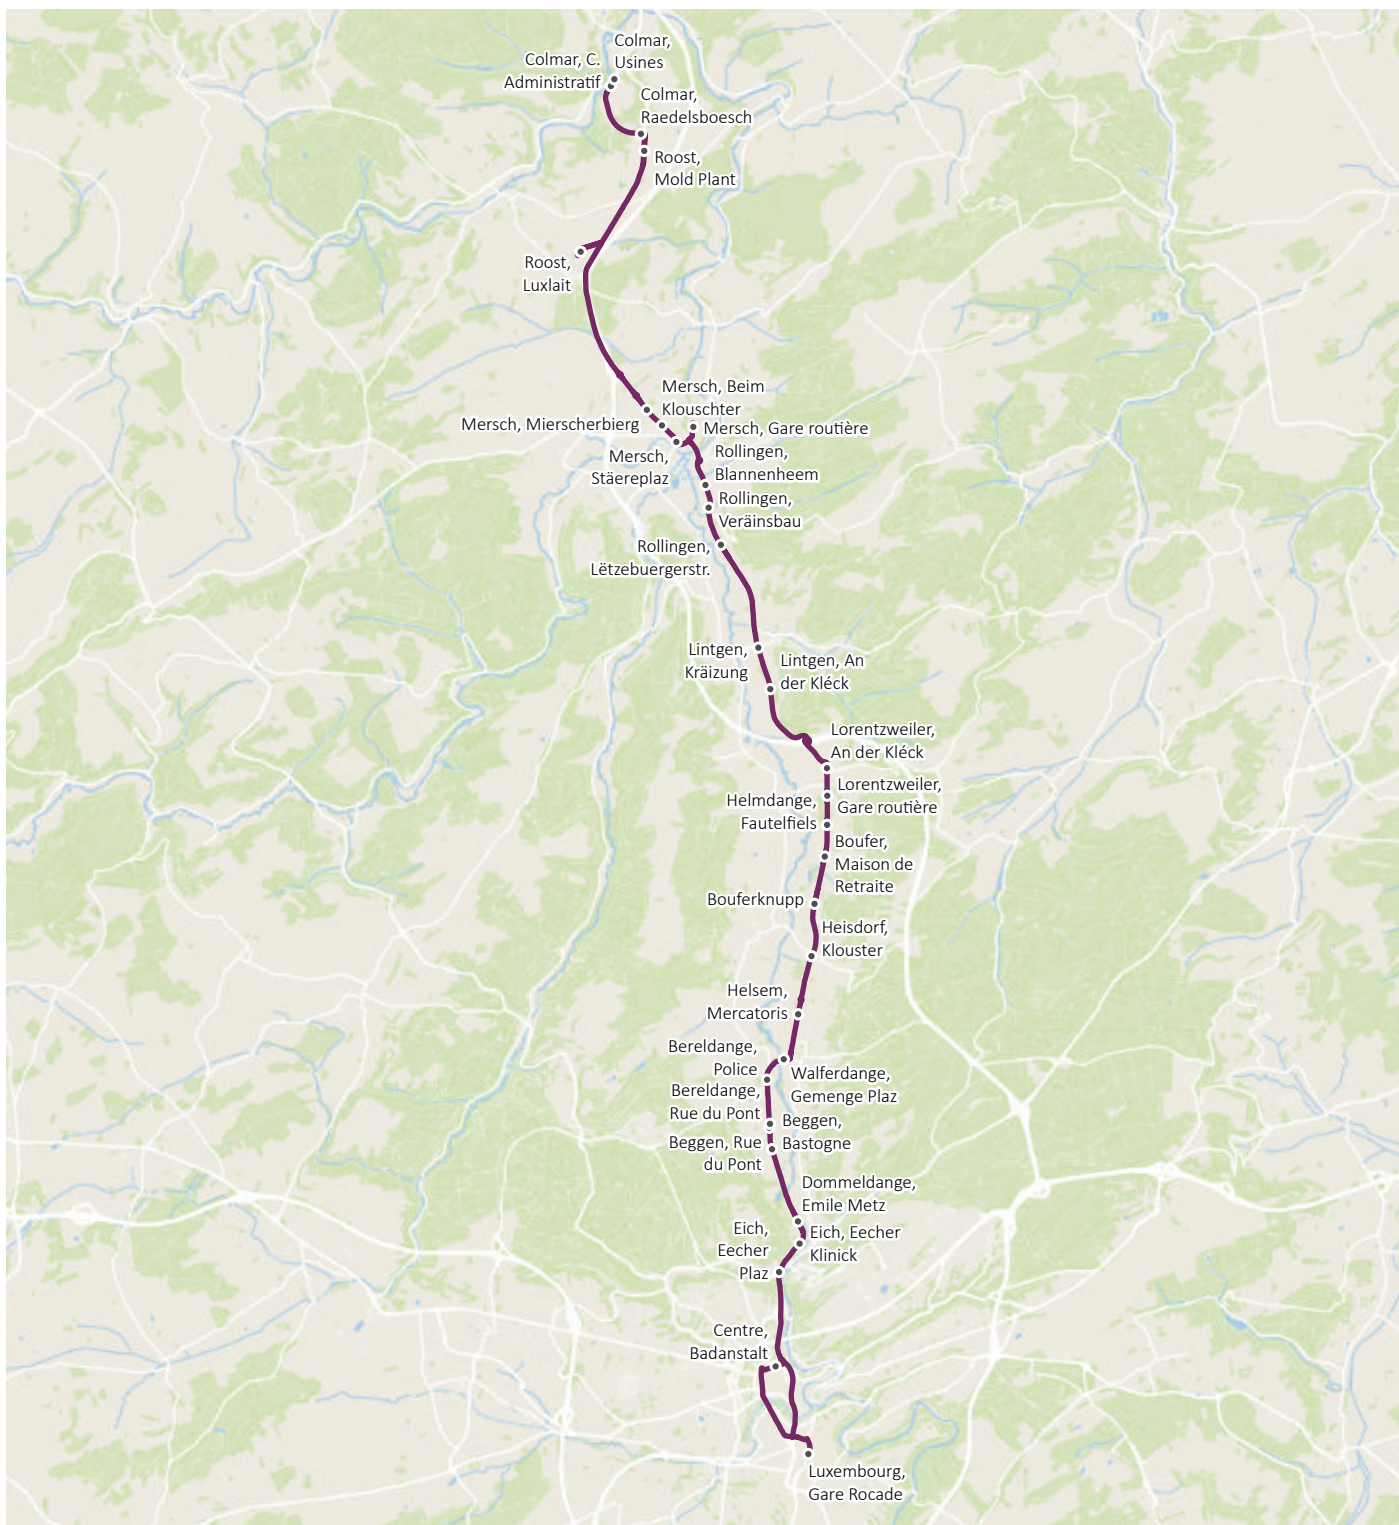 Colmar,
Usines
Colmar, C.
Administratif
Colmar,
Raedelsboesch
Roost,
Mold Plant
Roost,
Luxlait
Mersch, Beim
Klouschter
Mersch, Mierscherbierg
Mersch, Gare routière
Mersch,
Stäereplaz
Rollingen,
Blannenheem
Rollingen,
Veräinsbau
Rollingen,
Lëtzebuergerstr.
Lintgen,
Kräizung
Lintgen, An
der Kléck
Lorentzweiler,
An der Kléck
Lorentzweiler,
Gare routière
Helmdange,
Fautelfiels
Boufer,
Maison de
Retraite
Bouferknupp
Heisdorf,
Klouster
Helsem,
Mercatoris
Bereldange,
Police
Walferdange,
Gemenge Plaz
Bereldange,
Rue du Pont
Beggen,
Bastogne
Beggen, Rue
du Pont
Dommeldange,
Emile Metz
Eich, Eecher
Klinick
Eich,
Eecher
Plaz
Centre,
Badanstalt
Luxembourg,
Gare Rocade